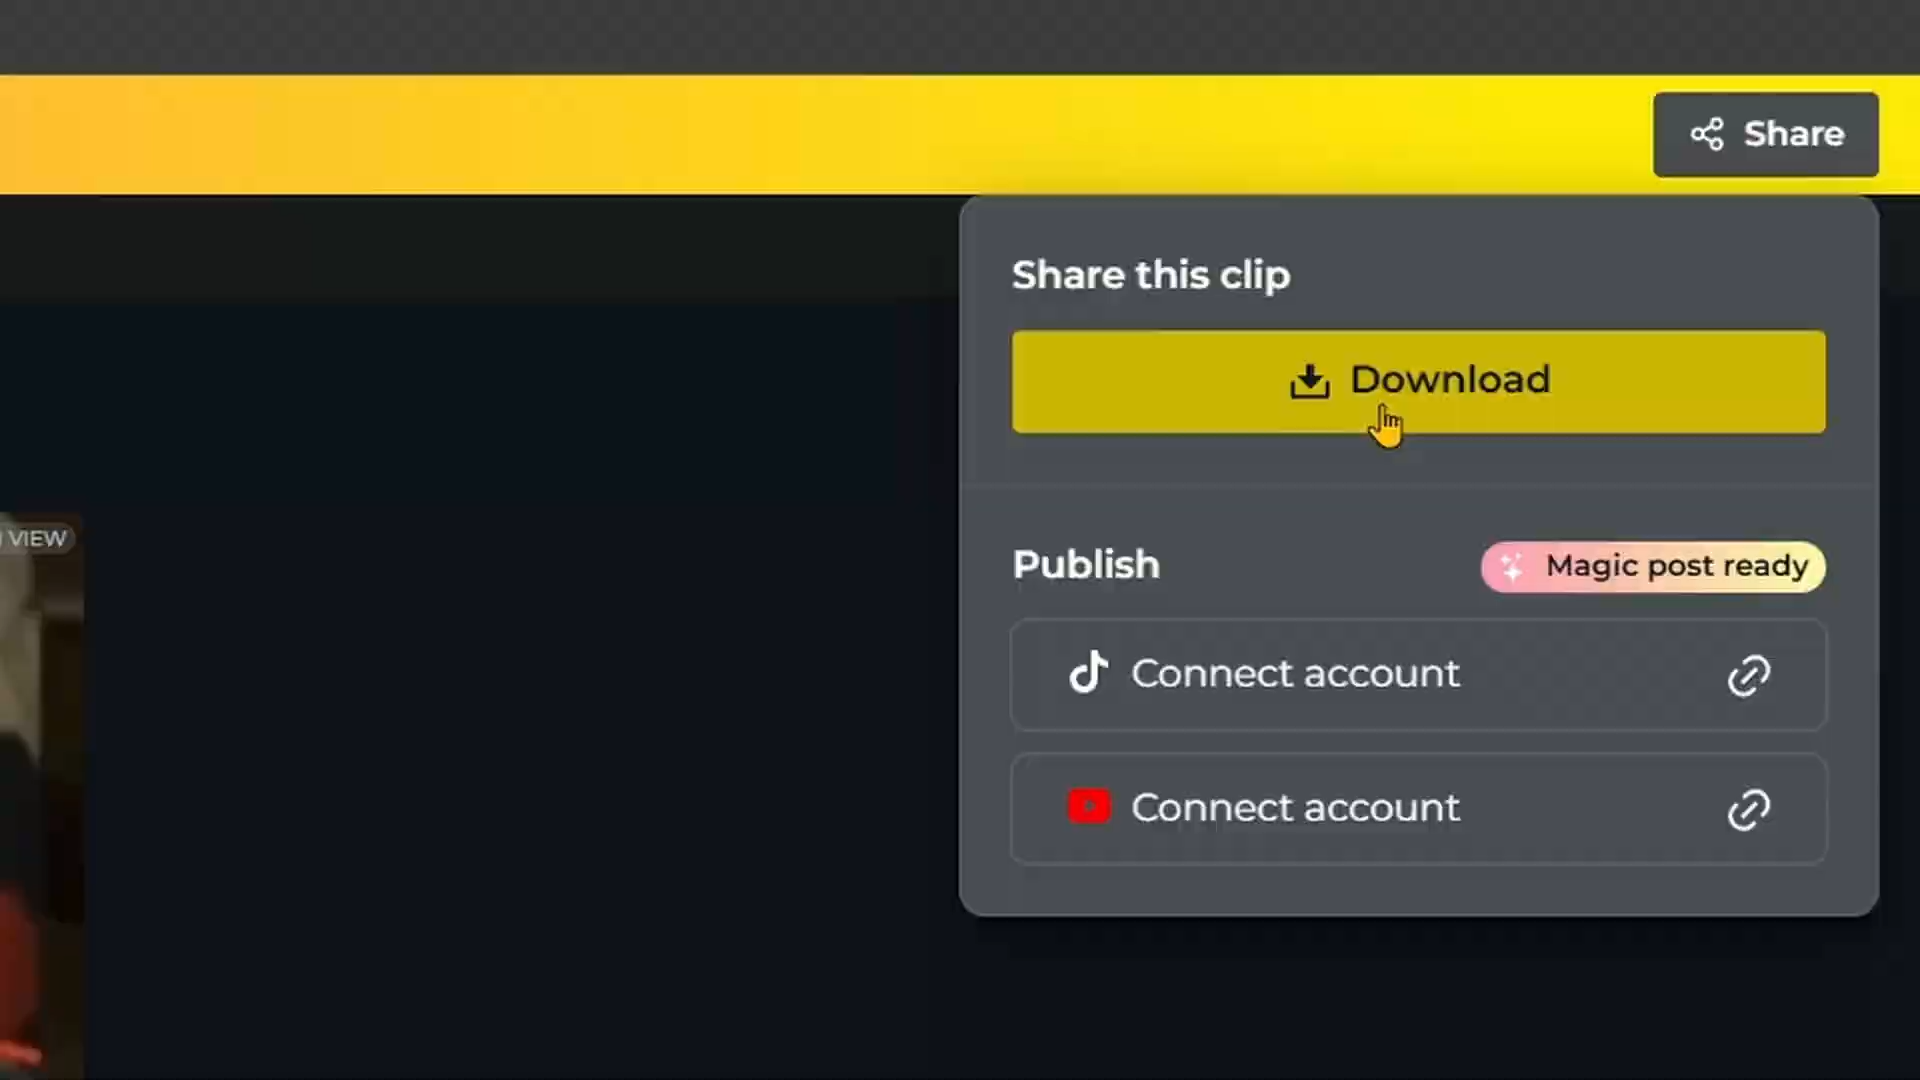 Share
Share this clip
Download
VIEW
Publish
Magic post ready
Connect account
Connect account